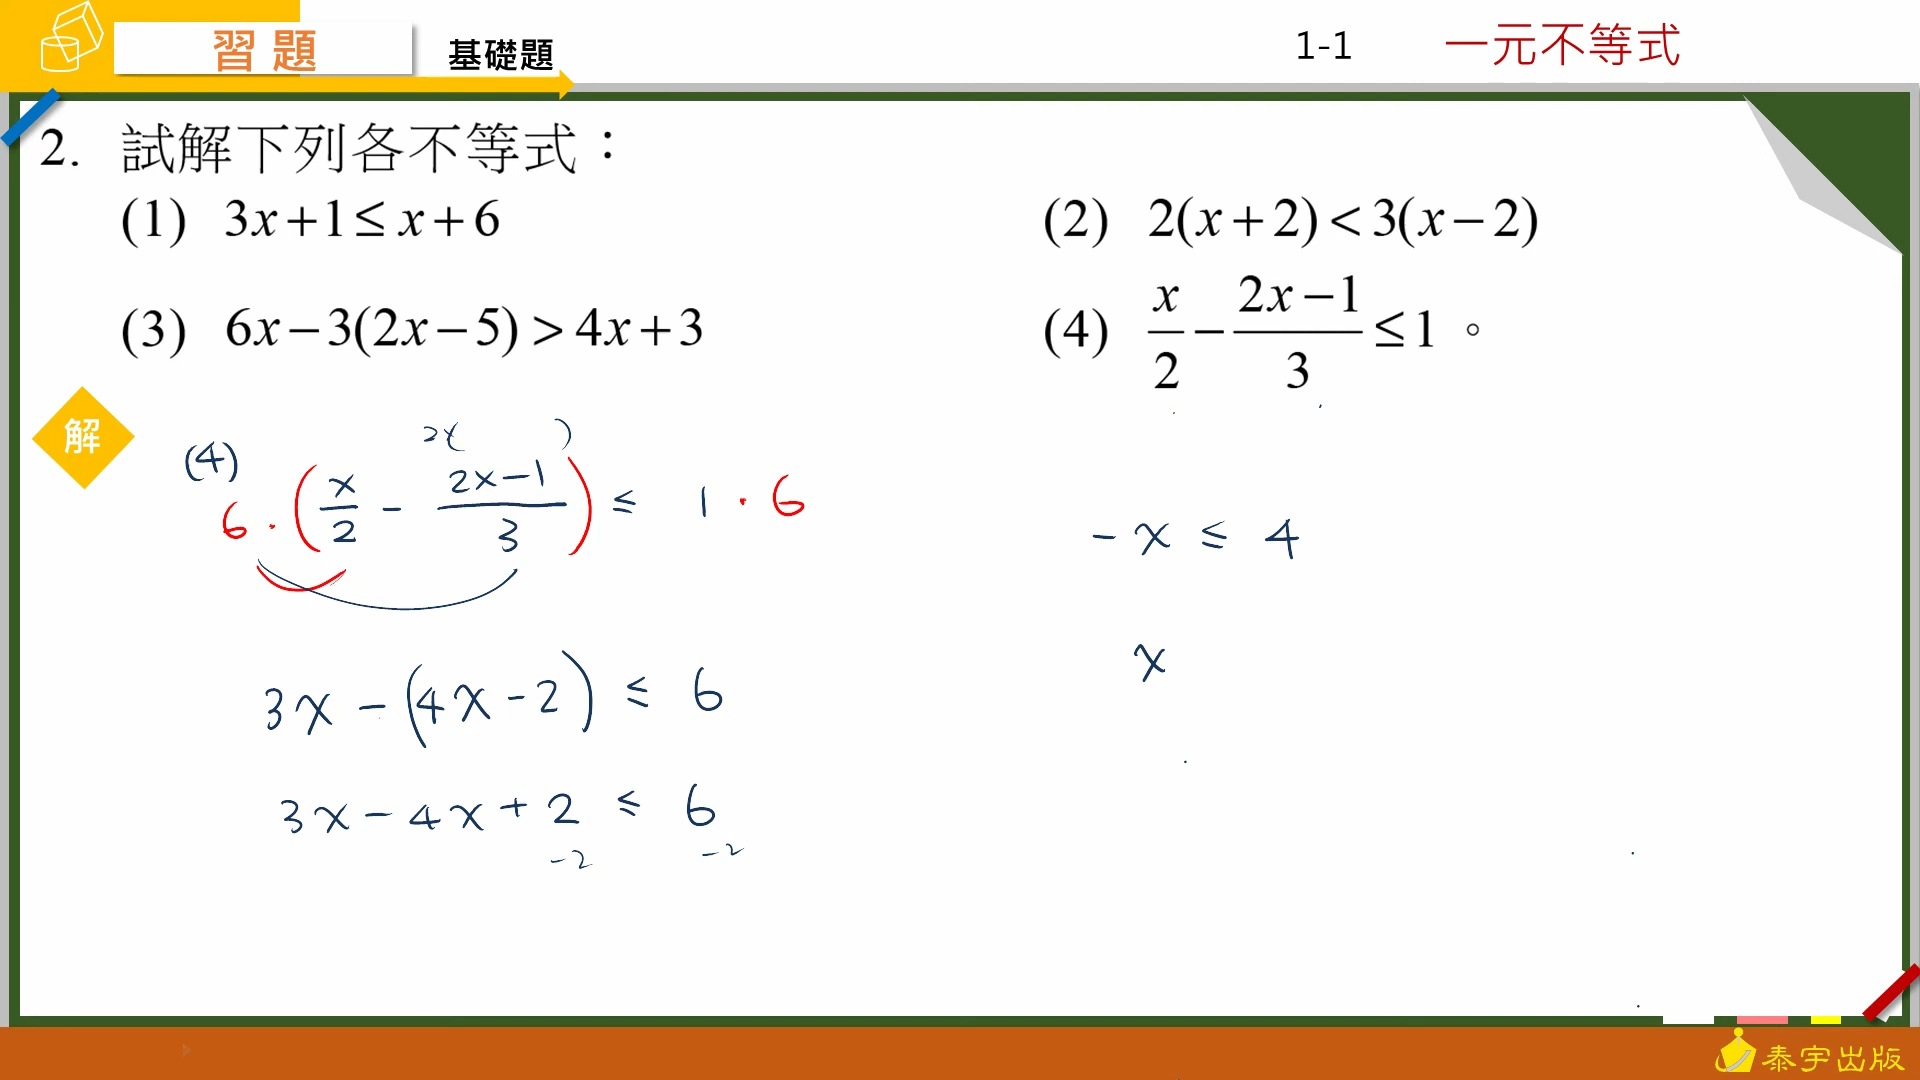 習題
基礎題
1-1 一元不等式
2. 試解下列各不等式：
(1) 3x+1≤x+6
(2) 2(x+2)<3(x−2)
(3) 6x−3(2x−5)>4x+3
(4) x/2 − (2x−1)/3 ≤1。
解
(4)
2×( )
6·(x/2 − (2x−1)/3) ≤ 1·6
3x−(4x−2) ≤ 6
3x−4x+2 ≤ 6
−2 −2
−x ≤ 4
x
泰宇出版